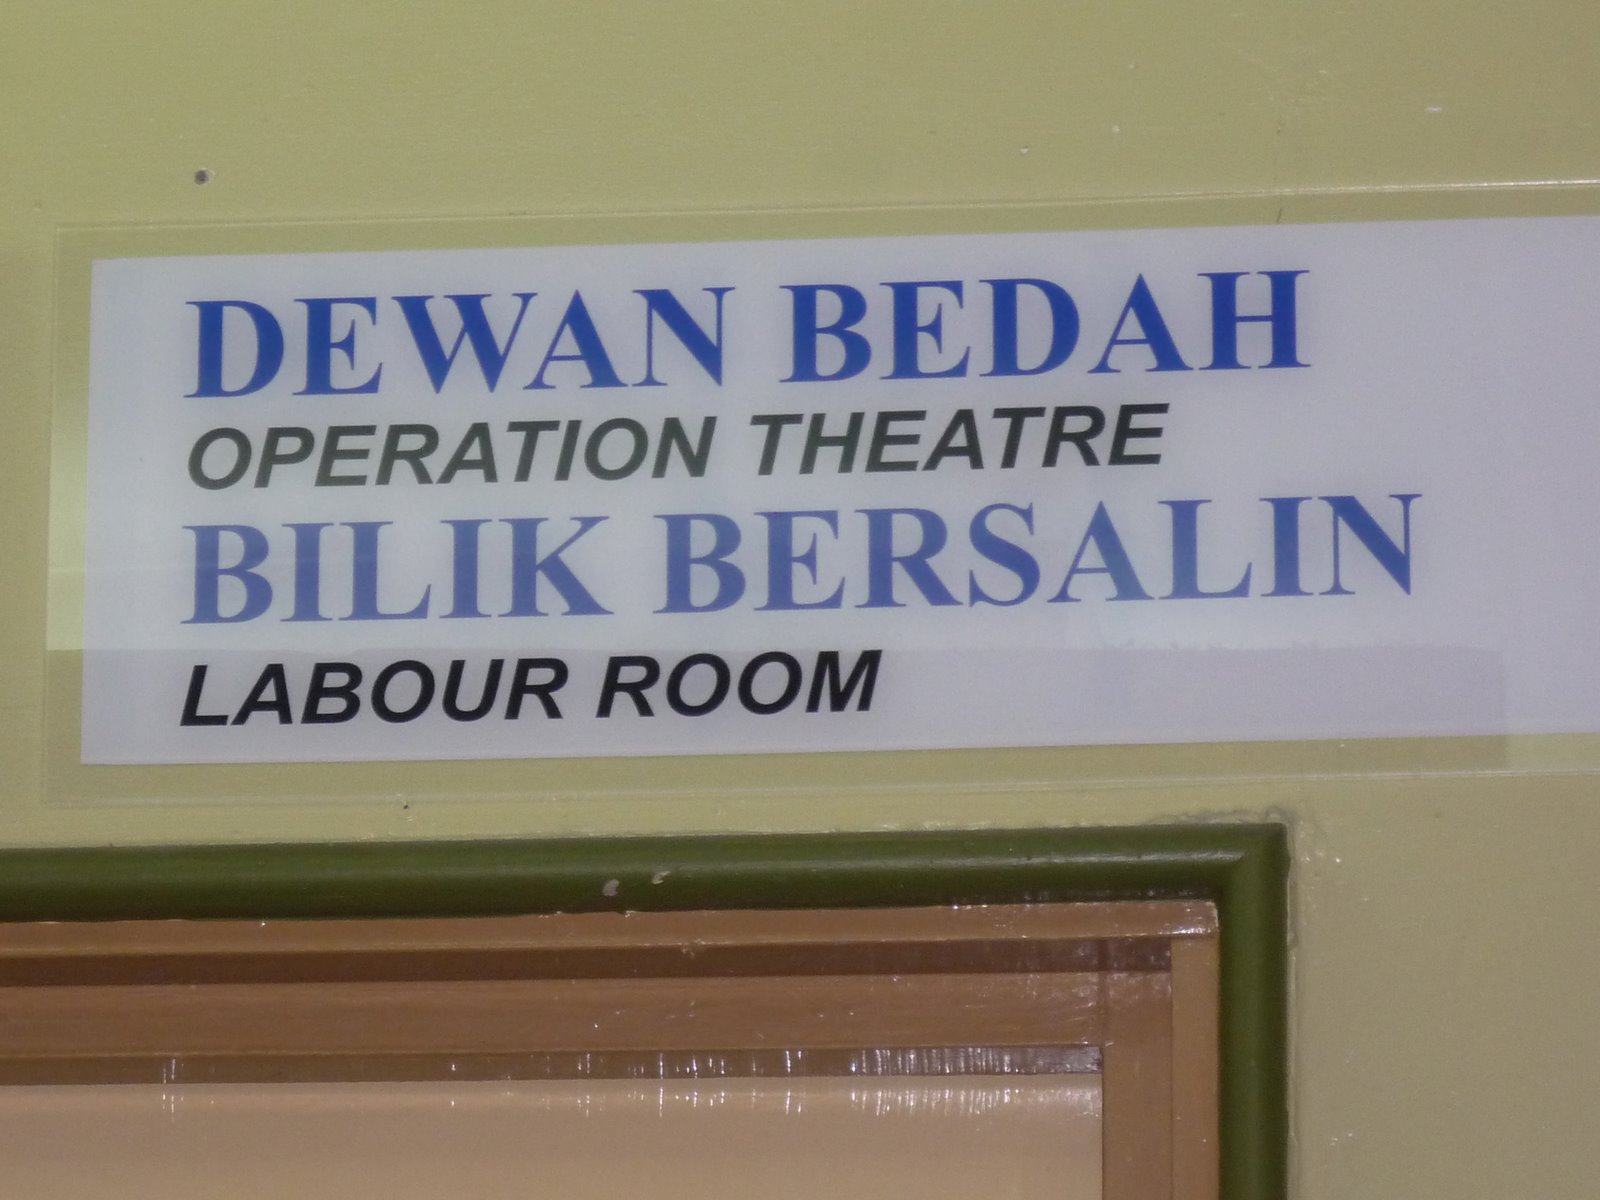 DEWAN BEDAH
OPERATION THEATRE
BILIK BERSALIN
LABOUR ROOM